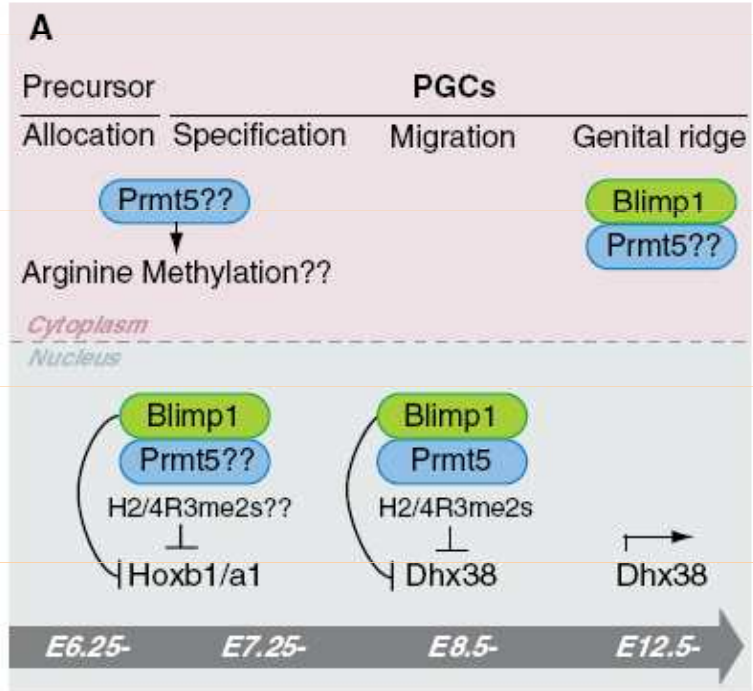 A
Precursor PGCs
Allocation Specification Migration Genital ridge
Prmt5?? Blimp1
Prmt5??
Arginine Methylation??
Cytoplasm
Nucleus
Blimp1 Blimp1
Prmt5?? Prmt5
H2/4R3me2s?? H2/4R3me2s
Hoxb1/a1 Dhx38 Dhx38
E6.25- E7.25- E8.5- E12.5-